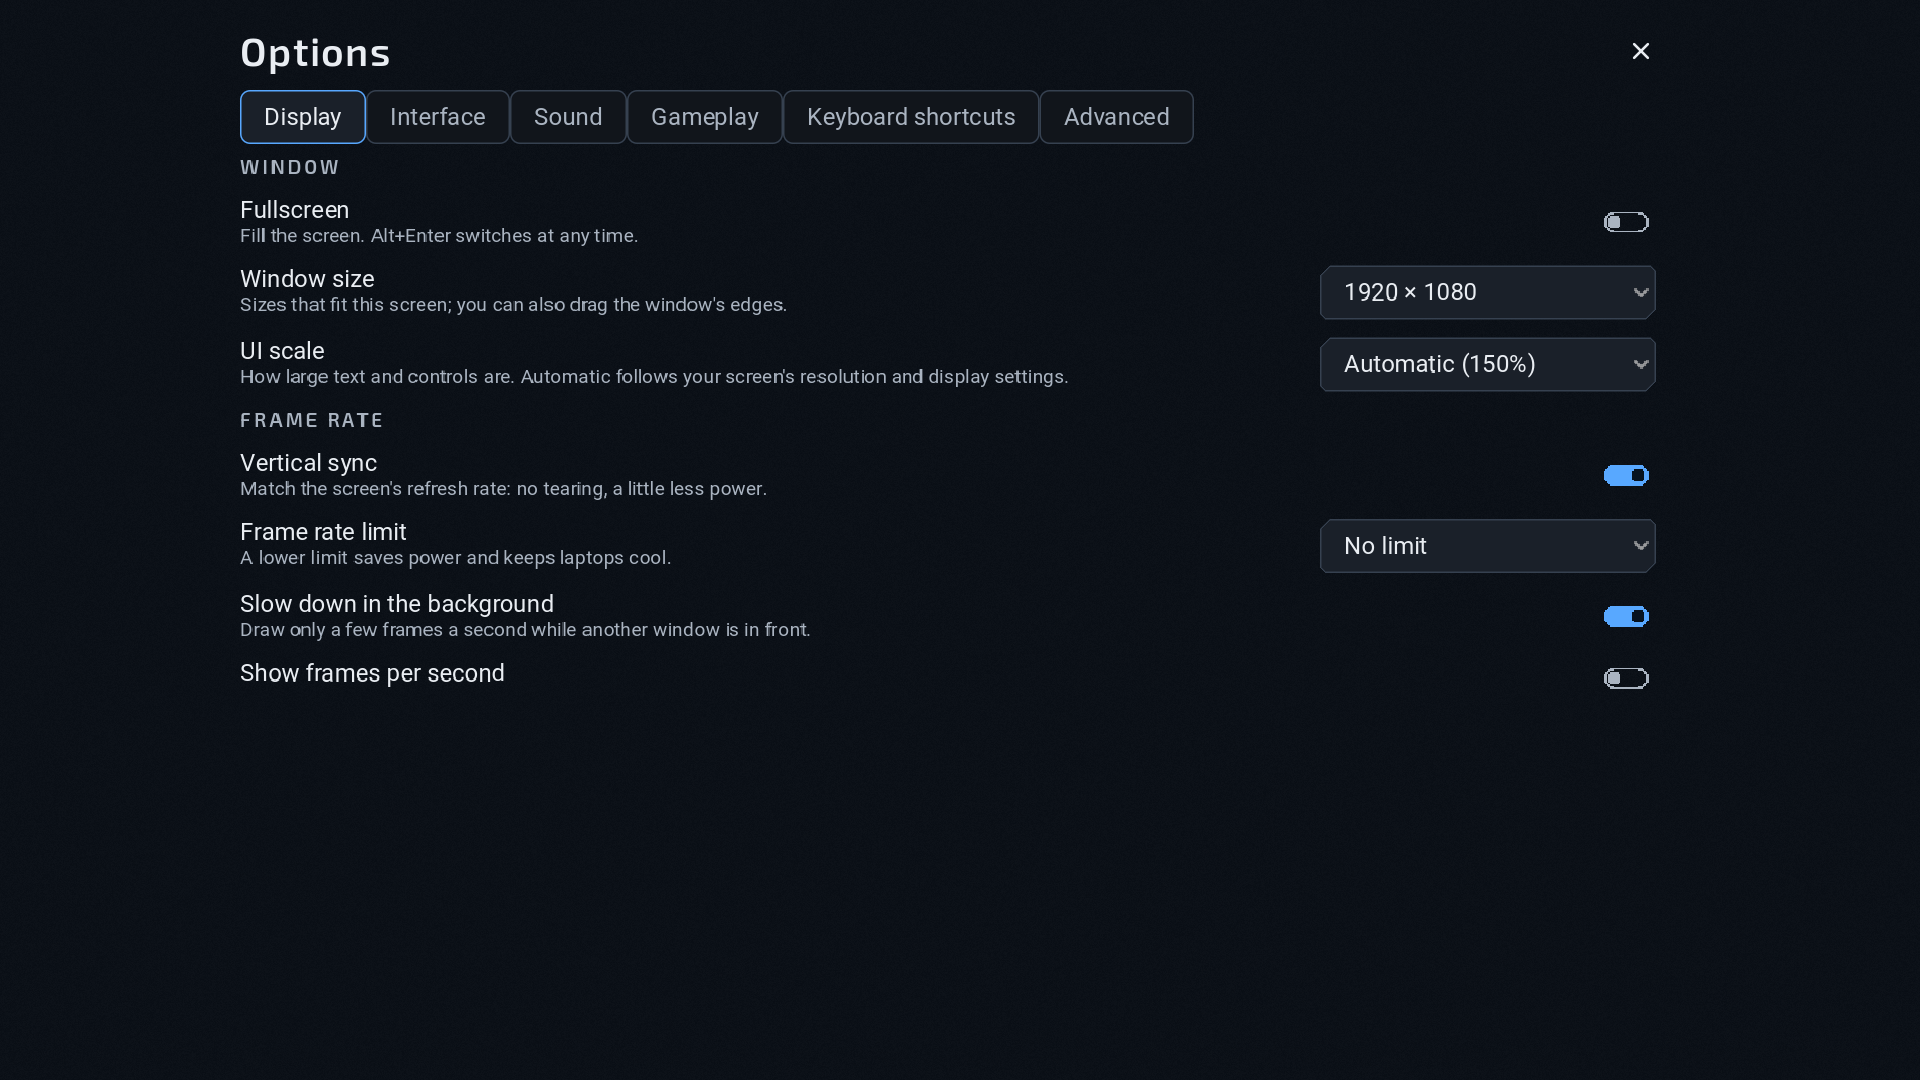 Options
Display
Interface
Sound
Gameplay
Keyboard shortcuts
Advanced
WINDOW
Fullscreen
Fill the screen. Alt+Enter switches at any time.
Window size
Sizes that fit this screen; you can also drag the window's edges.
1920 × 1080
UI scale
How large text and controls are. Automatic follows your screen's resolution and display settings.
Automatic (150%)
FRAME RATE
Vertical sync
Match the screen's refresh rate: no tearing, a little less power.
Frame rate limit
A lower limit saves power and keeps laptops cool.
No limit
Slow down in the background
Draw only a few frames a second while another window is in front.
Show frames per second